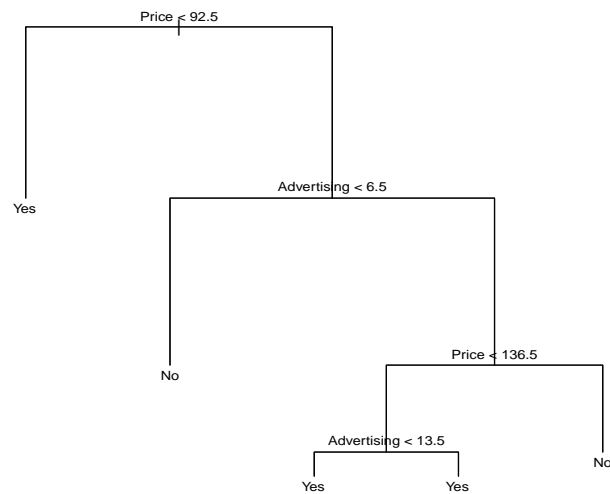 Price < 92.5
Advertising < 6.5
Yes
Price < 136.5
No
Advertising < 13.5
No
Yes
Yes